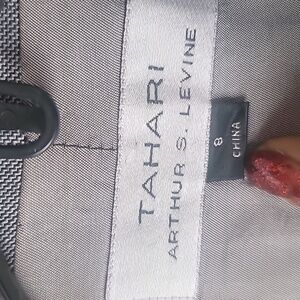 TAHARI
ARTHUR S. LEVINE
8
CHINA